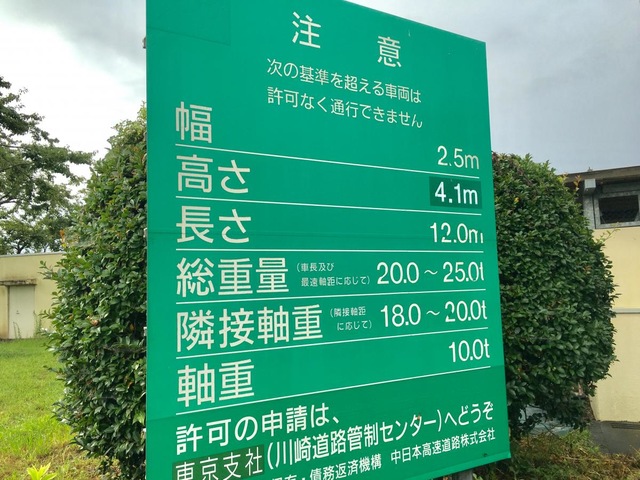 注意
次の基準を超える車両は
許可なく通行できません
幅 2.5m
高さ 4.1m
長さ 12.0m
総重量(車長及び最遠軸距に応じて) 20.0～25.0t
隣接軸重(隣接軸距に応じて) 18.0～20.0t
軸重 10.0t
許可の申請は、
東京支社(川崎道路管制センター)へどうぞ
有・債務返済機構 中日本高速道路株式会社